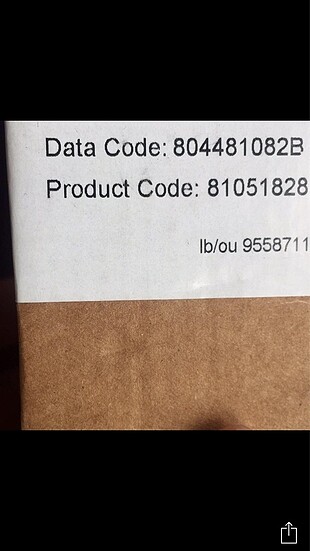 Data Code: 804481082B
Product Code: 81051828
lb/ou 9558711